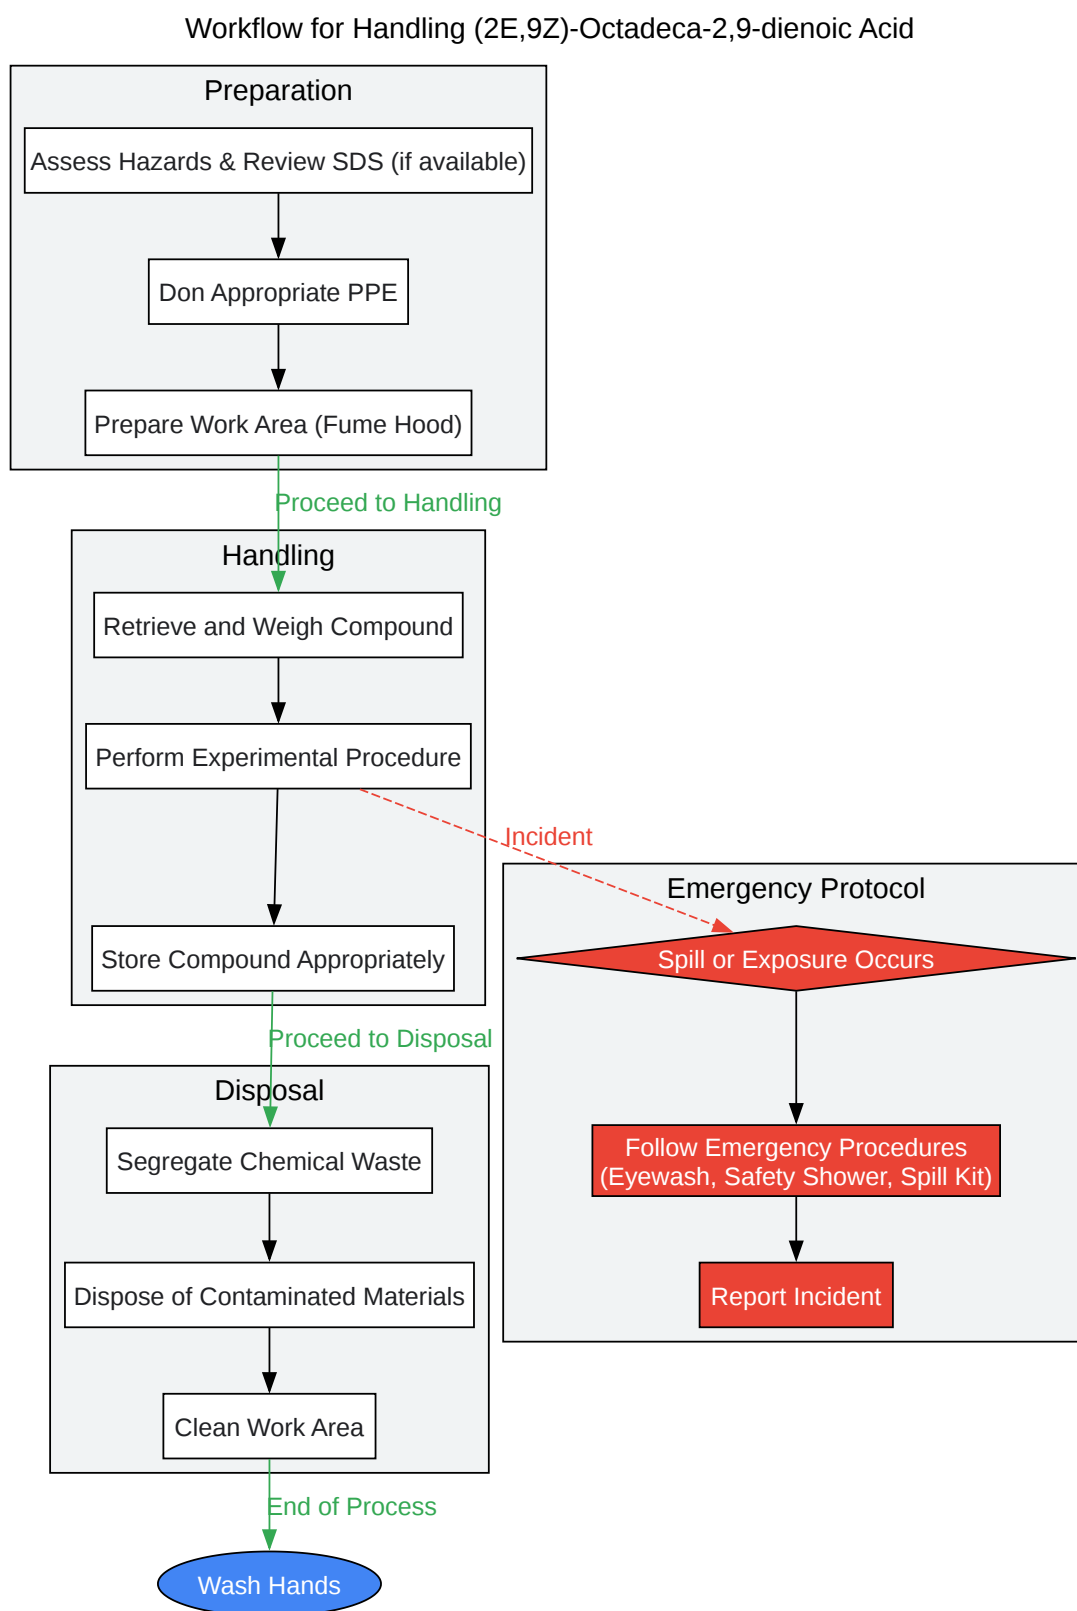 Workflow for Handling (2E,9Z)-Octadeca-2,9-dienoic Acid
Preparation
Assess Hazards & Review SDS (if available)
Don Appropriate PPE
Prepare Work Area (Fume Hood)
Proceed to Handling
Handling
Retrieve and Weigh Compound
Perform Experimental Procedure
Incident
Store Compound Appropriately
Proceed to Disposal
Disposal
Segregate Chemical Waste
Dispose of Contaminated Materials
Clean Work Area
End of Process
Wash Hands
Emergency Protocol
Spill or Exposure Occurs
Follow Emergency Procedures
(Eyewash, Safety Shower, Spill Kit)
Report Incident